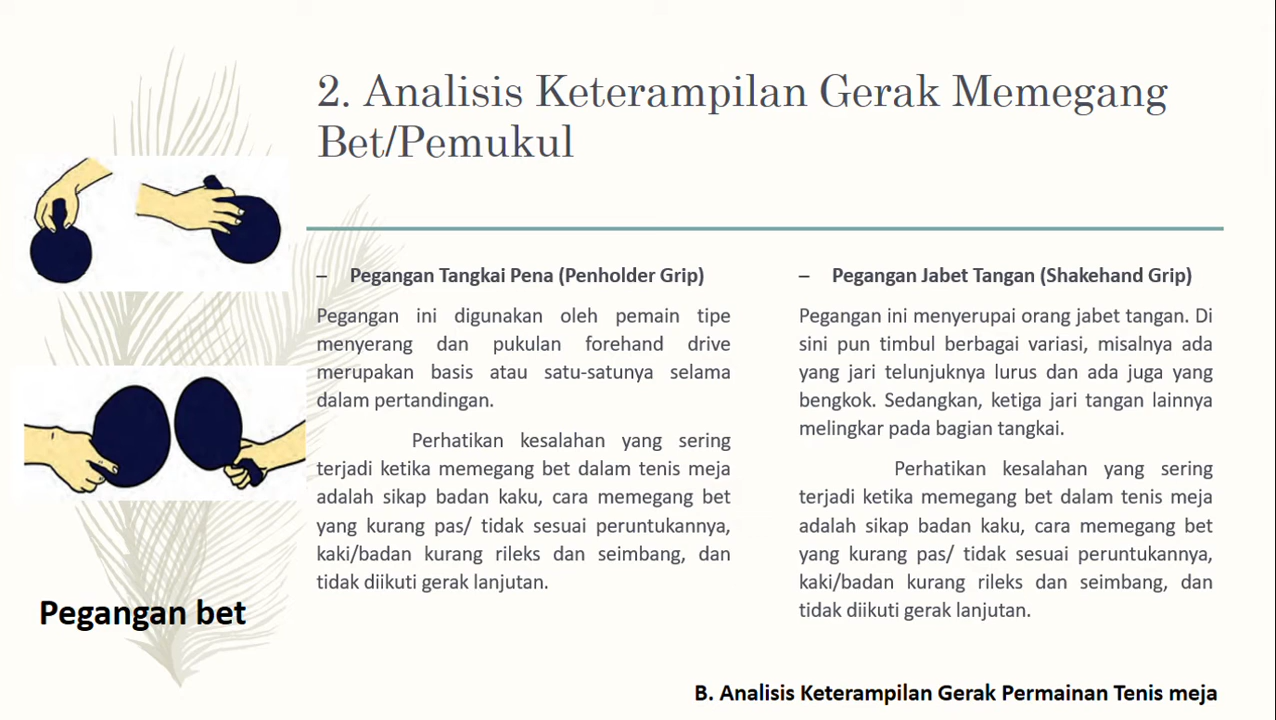 2. Analisis Keterampilan Gerak Memegang
Bet/Pemukul
– Pegangan Tangkai Pena (Penholder Grip)
Pegangan ini digunakan oleh pemain tipe
menyerang dan pukulan forehand drive
merupakan basis atau satu-satunya selama
dalam pertandingan.
Perhatikan kesalahan yang sering
terjadi ketika memegang bet dalam tenis meja
adalah sikap badan kaku, cara memegang bet
yang kurang pas/ tidak sesuai peruntukannya,
kaki/badan kurang rileks dan seimbang, dan
tidak diikuti gerak lanjutan.
– Pegangan Jabet Tangan (Shakehand Grip)
Pegangan ini menyerupai orang jabet tangan. Di
sini pun timbul berbagai variasi, misalnya ada
yang jari telunjuknya lurus dan ada juga yang
bengkok. Sedangkan, ketiga jari tangan lainnya
melingkar pada bagian tangkai.
Perhatikan kesalahan yang sering
terjadi ketika memegang bet dalam tenis meja
adalah sikap badan kaku, cara memegang bet
yang kurang pas/ tidak sesuai peruntukannya,
kaki/badan kurang rileks dan seimbang, dan
tidak diikuti gerak lanjutan.
Pegangan bet
B. Analisis Keterampilan Gerak Permainan Tenis meja